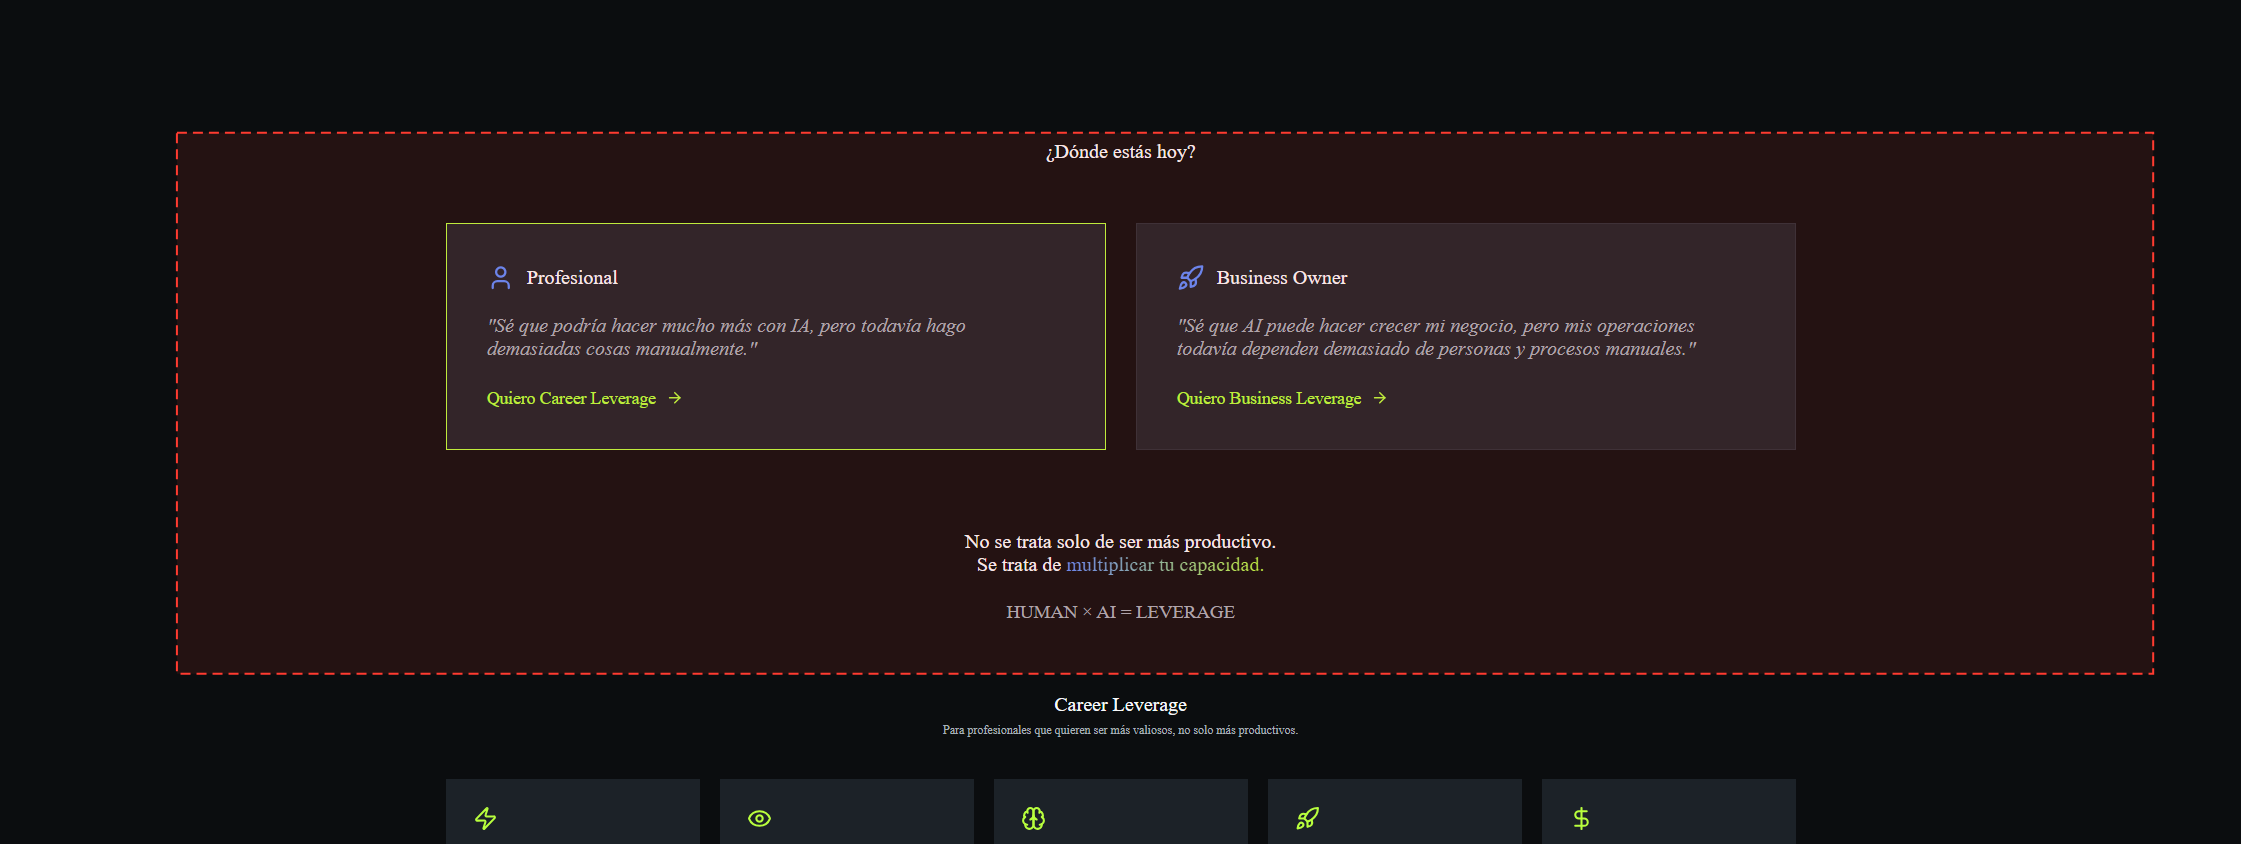 ¿Dónde estás hoy?
Profesional
"Sé que podría hacer mucho más con IA, pero todavía hago
demasiadas cosas manualmente."
Quiero Career Leverage →
Business Owner
"Sé que AI puede hacer crecer mi negocio, pero mis operaciones
todavía dependen demasiado de personas y procesos manuales."
Quiero Business Leverage →
No se trata solo de ser más productivo.
Se trata de multiplicar tu capacidad.
HUMAN × AI = LEVERAGE
Career Leverage
Para profesionales que quieren ser más valiosos, no solo más productivos.